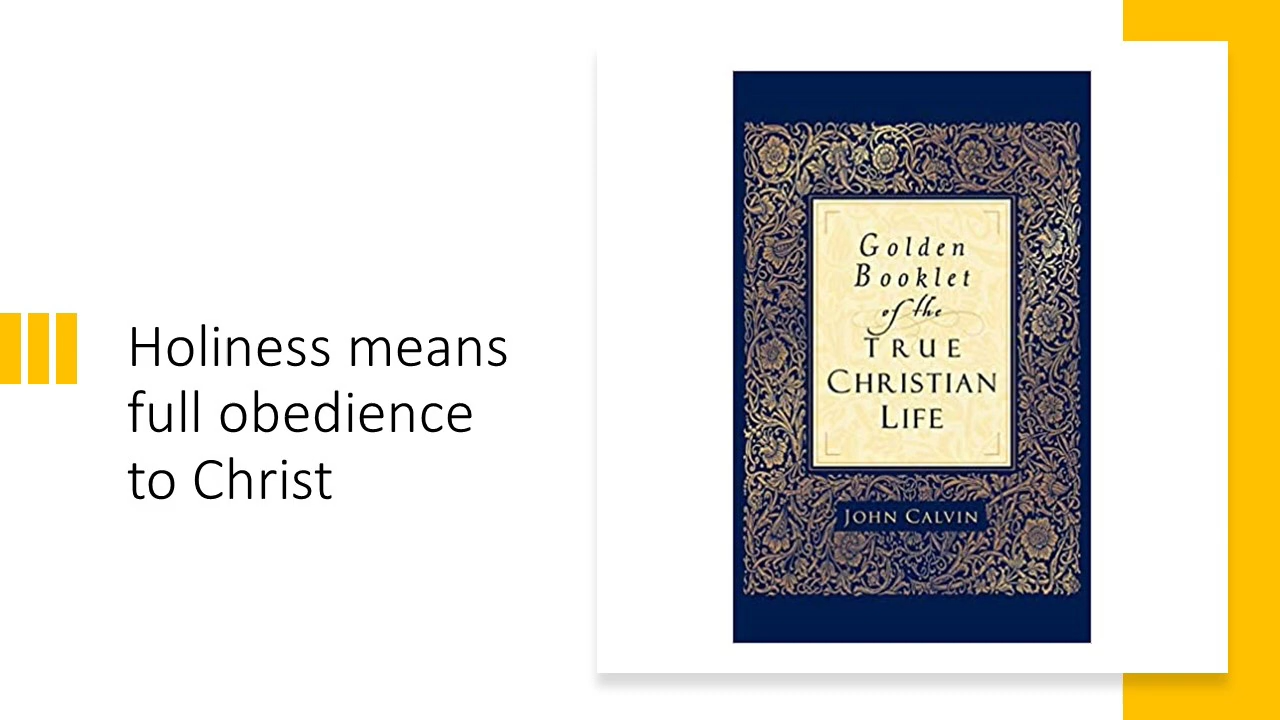 Holiness means
full obedience
to Christ
Golden
Booklet
of the
TRUE
CHRISTIAN
LIFE
JOHN CALVIN